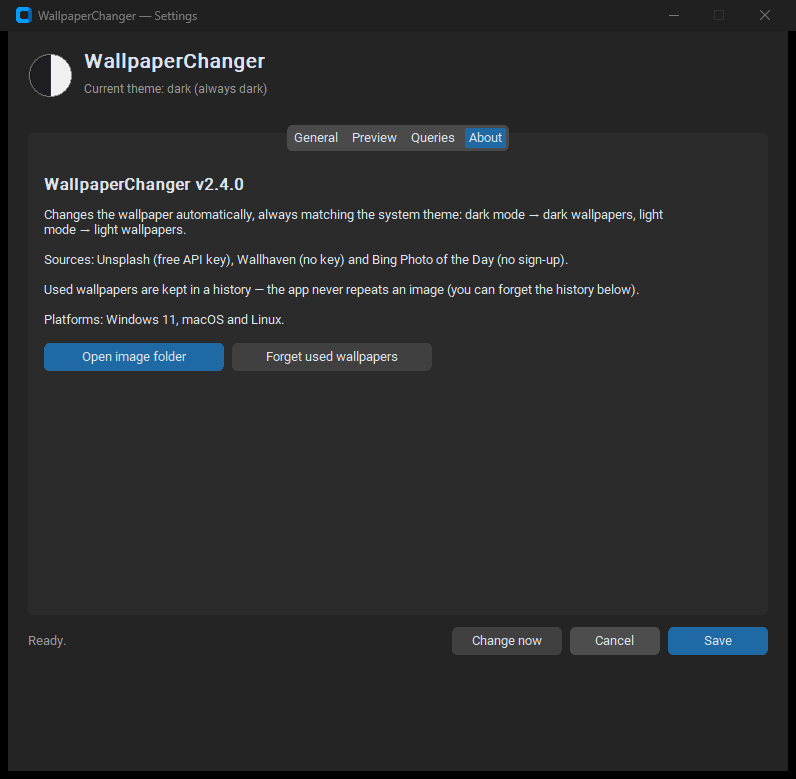 WallpaperChanger — Settings
WallpaperChanger
Current theme: dark (always dark)
General Preview Queries About
WallpaperChanger v2.4.0
Changes the wallpaper automatically, always matching the system theme: dark mode → dark wallpapers, light
mode → light wallpapers.
Sources: Unsplash (free API key), Wallhaven (no key) and Bing Photo of the Day (no sign-up).
Used wallpapers are kept in a history — the app never repeats an image (you can forget the history below).
Platforms: Windows 11, macOS and Linux.
Open image folder Forget used wallpapers
Ready. Change now Cancel Save